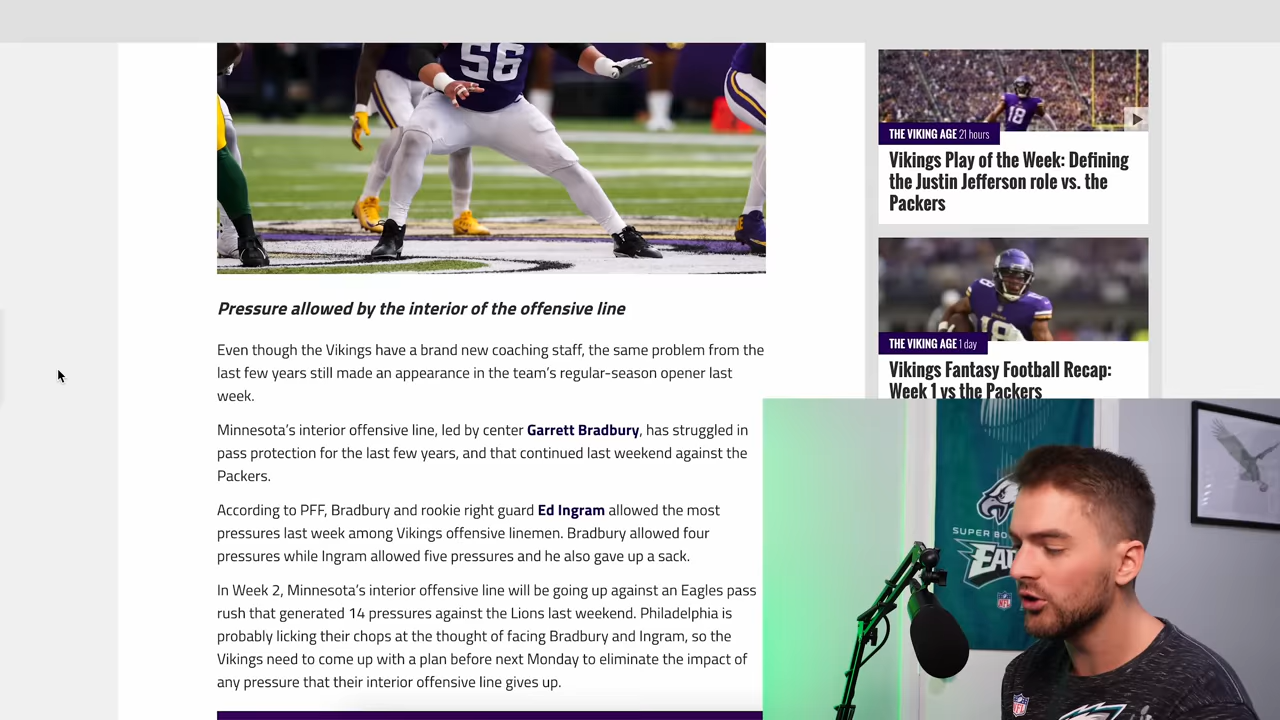 56
Pressure allowed by the interior of the offensive line
Even though the Vikings have a brand new coaching staff, the same problem from the
last few years still made an appearance in the team's regular-season opener last
week.
Minnesota's interior offensive line, led by center Garrett Bradbury, has struggled in
pass protection for the last few years, and that continued last weekend against the
Packers.
According to PFF, Bradbury and rookie right guard Ed Ingram allowed the most
pressures last week among Vikings offensive linemen. Bradbury allowed four
pressures while Ingram allowed five pressures and he also gave up a sack.
In Week 2, Minnesota's interior offensive line will be going up against an Eagles pass
rush that generated 14 pressures against the Lions last weekend. Philadelphia is
probably licking their chops at the thought of facing Bradbury and Ingram, so the
Vikings need to come up with a plan before next Monday to eliminate the impact of
any pressure that their interior offensive line gives up.
18
THE VIKING AGE 21 hours
Vikings Play of the Week: Defining
the Justin Jefferson role vs. the
Packers
18
THE VIKING AGE 1 day
Vikings Fantasy Football Recap:
Week 1 vs the Packers
SUPER BO
EA
NFL
NFL